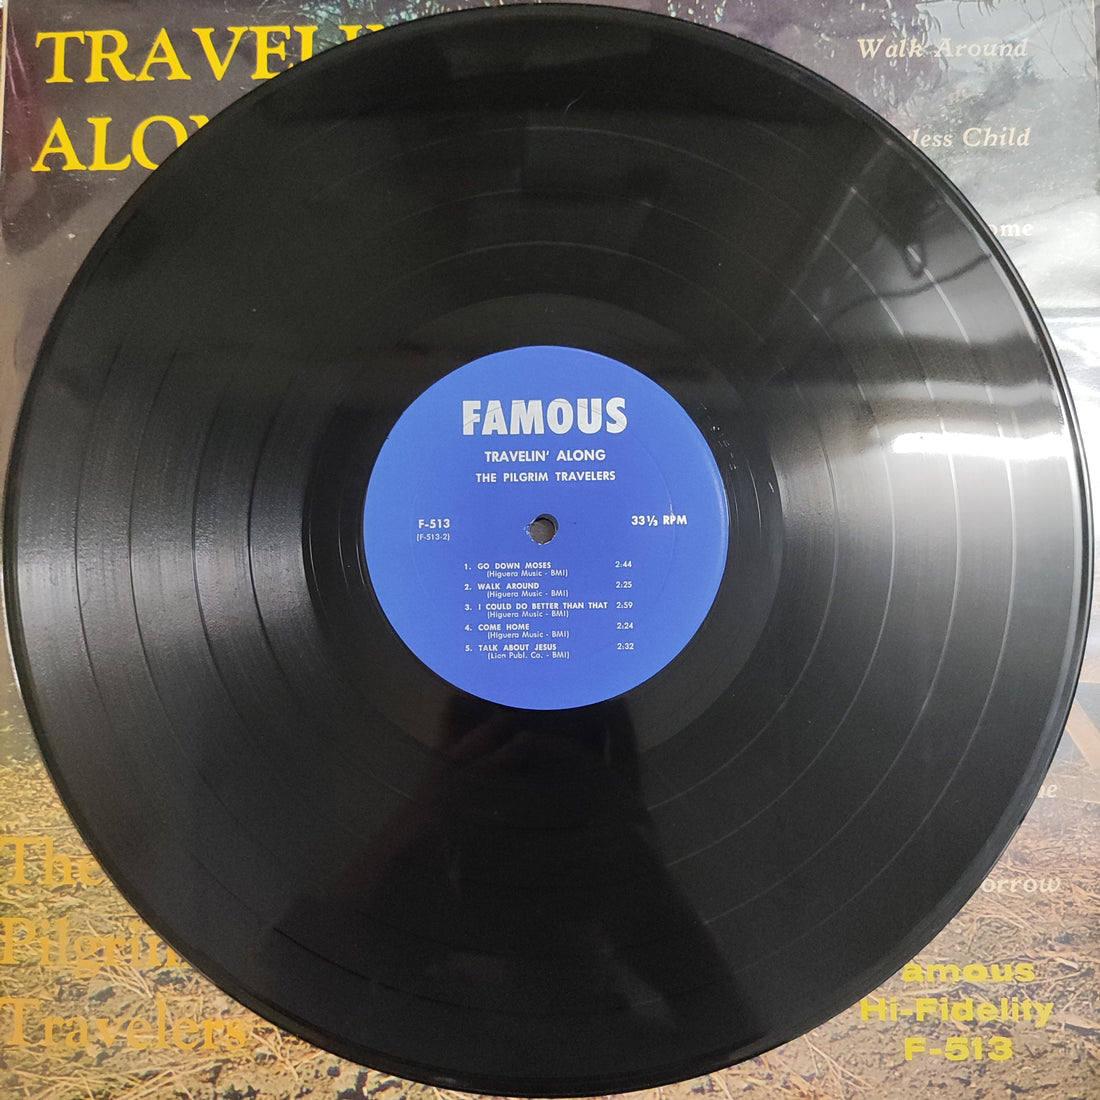 TRAVELI
ALON
Walk Around
less Child
ome
FAMOUS
TRAVELIN' ALONG
THE PILGRIM TRAVELERS
F-513
(F-513-2)
33⅓ RPM
1. GO DOWN MOSES 2:44
(Higuera Music - BMI)
2. WALK AROUND 2:25
(Higuera Music - BMI)
3. I COULD DO BETTER THAN THAT 2:59
(Higuera Music - BMI)
4. COME HOME 2:24
(Higuera Music - BMI)
5. TALK ABOUT JESUS 2:32
(Lion Publ. Co. - BMI)
The
Pilgrim
Travelers
orrow
amous
Hi-Fidelity
F-513